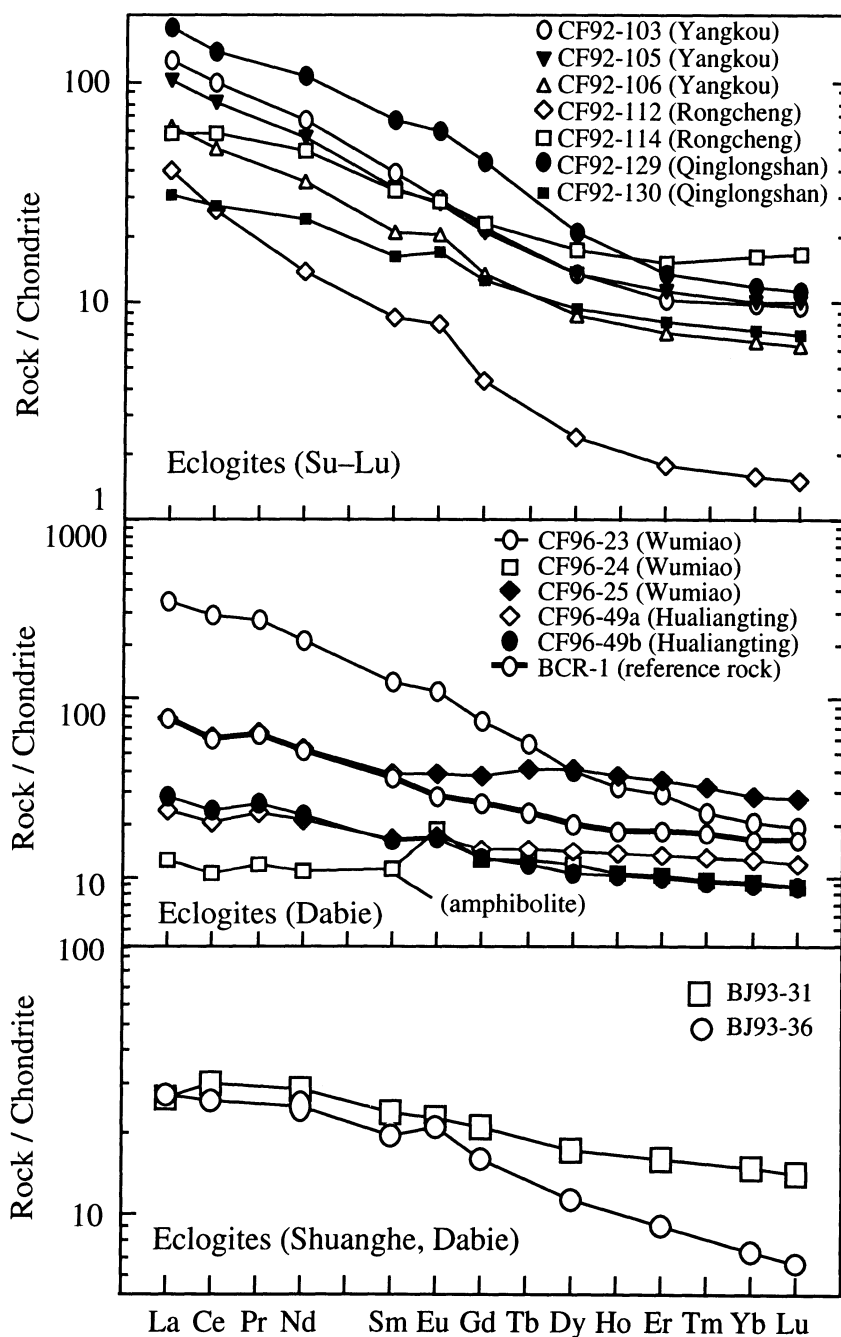 CF92-103 (Yangkou)
CF92-105 (Yangkou)
CF92-106 (Yangkou)
CF92-112 (Rongcheng)
CF92-114 (Rongcheng)
CF92-129 (Qinglongshan)
CF92-130 (Qinglongshan)
100
10
1
Rock / Chondrite
Eclogites (Su–Lu)
1000
100
10
Rock / Chondrite
CF96-23 (Wumiao)
CF96-24 (Wumiao)
CF96-25 (Wumiao)
CF96-49a (Hualiangting)
CF96-49b (Hualiangting)
BCR-1 (reference rock)
(amphibolite)
Eclogites (Dabie)
100
10
Rock / Chondrite
BJ93-31
BJ93-36
Eclogites (Shuanghe, Dabie)
La Ce Pr Nd Sm Eu Gd Tb Dy Ho Er Tm Yb Lu